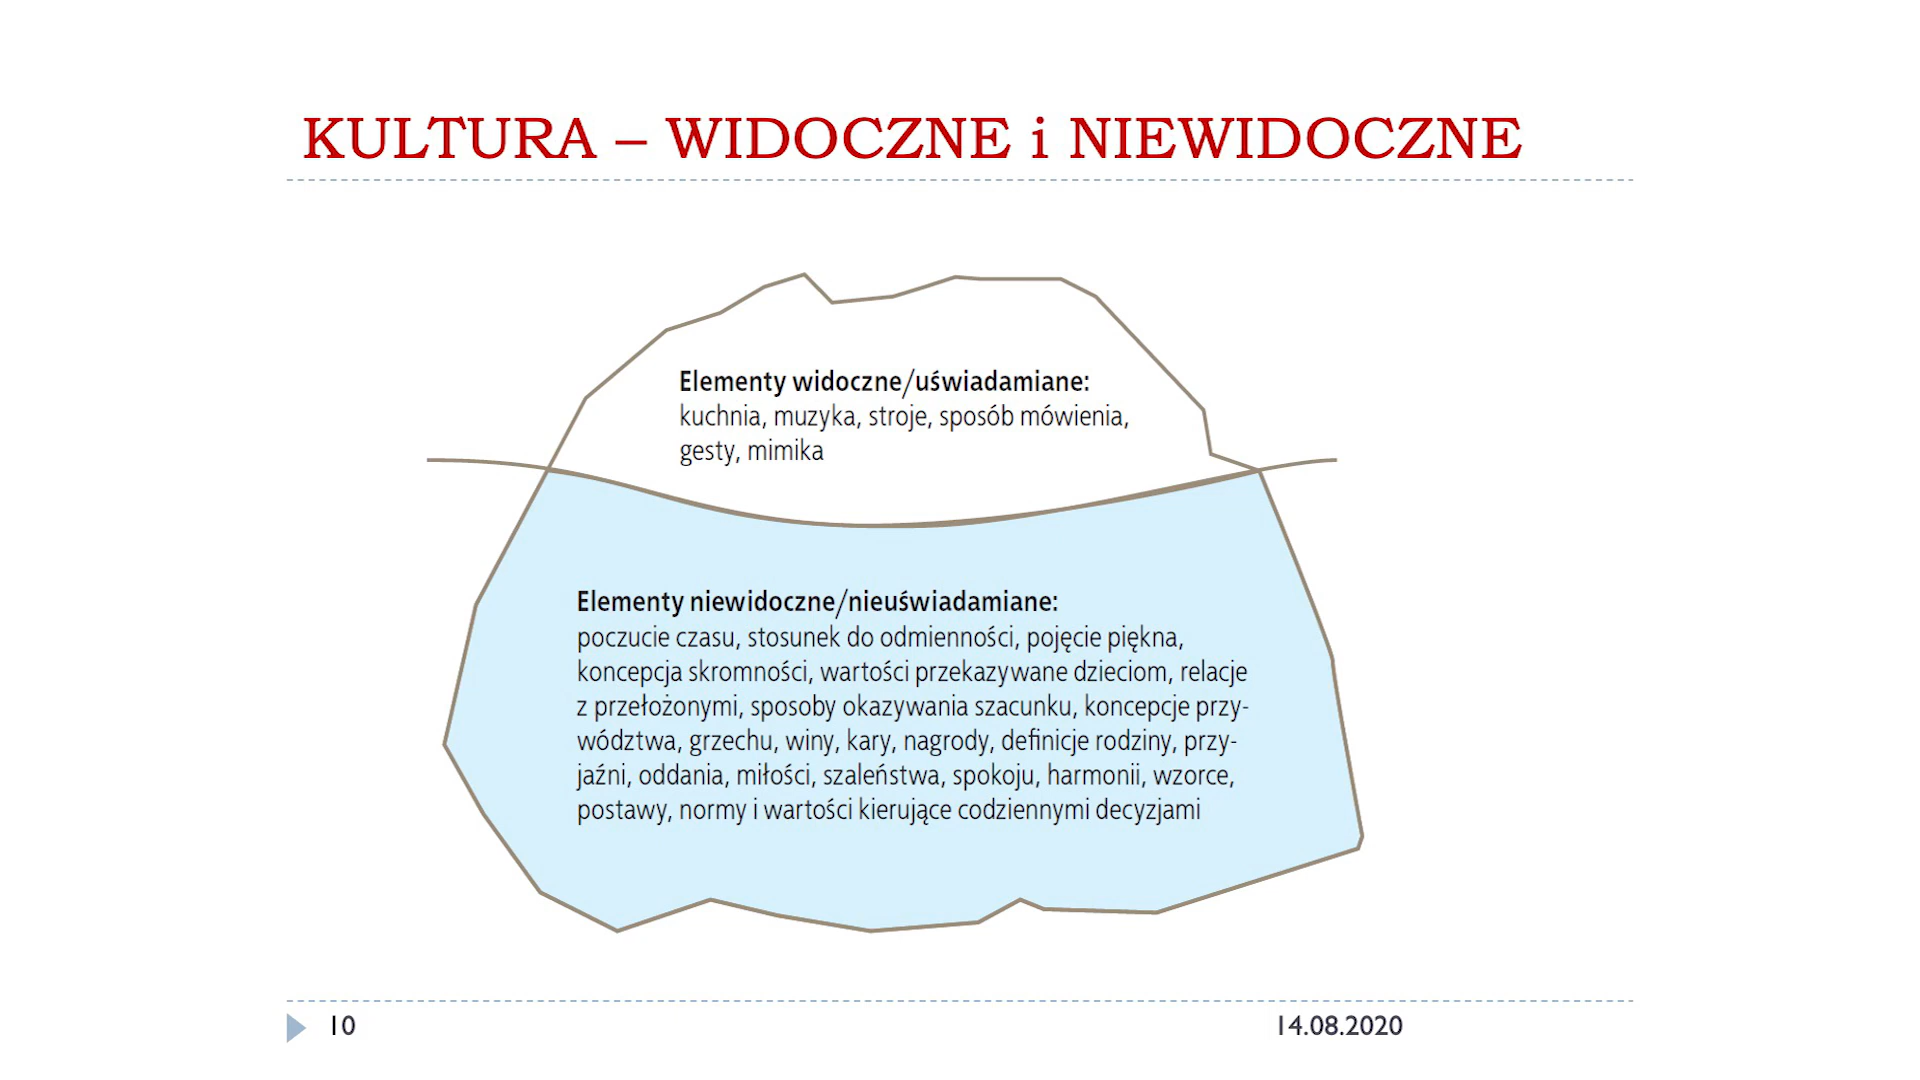 KULTURA – WIDOCZNE i NIEWIDOCZNE
Elementy widoczne/uświadamiane:
kuchnia, muzyka, stroje, sposób mówienia,
gesty, mimika
Elementy niewidoczne/nieuświadamiane:
poczucie czasu, stosunek do odmienności, pojęcie piękna,
koncepcja skromności, wartości przekazywane dzieciom, relacje
z przełożonymi, sposoby okazywania szacunku, koncepcje przy-
wództwa, grzechu, winy, kary, nagrody, definicje rodziny, przy-
jaźni, oddania, miłości, szaleństwa, spokoju, harmonii, wzorce,
postawy, normy i wartości kierujące codziennymi decyzjami
10
14.08.2020